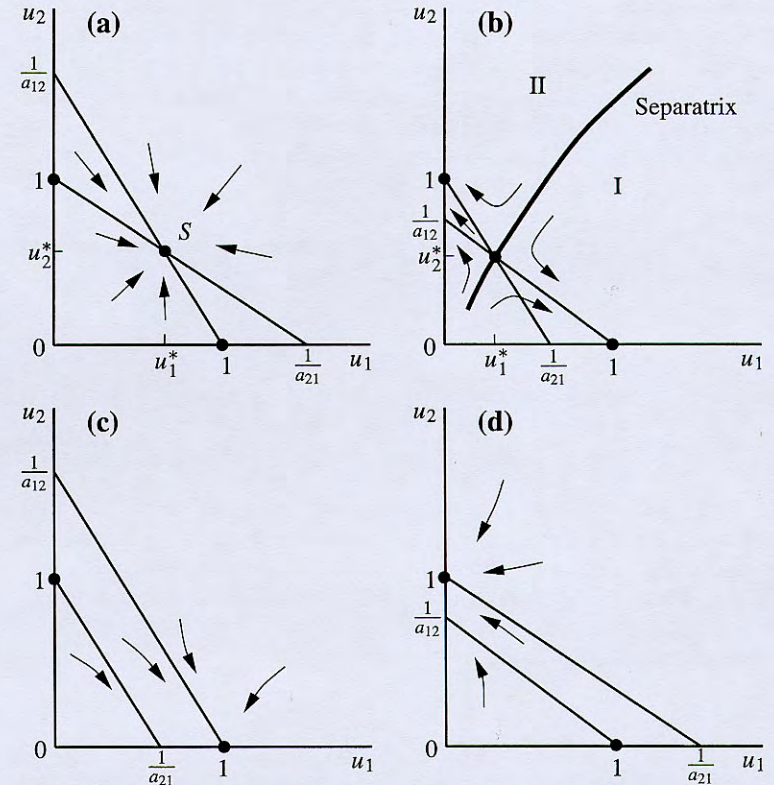 u₂ (a)
1/a₁₂
1
S
u₂*
0 u₁* 1 1/a₂₁ u₁
u₂ (b)
II
Separatrix
I
1
1/a₁₂
u₂*
0 u₁* 1/a₂₁ 1 u₁
u₂ (c)
1/a₁₂
1
0 1/a₂₁ 1 u₁
u₂ (d)
1
1/a₁₂
0 1 1/a₂₁ u₁